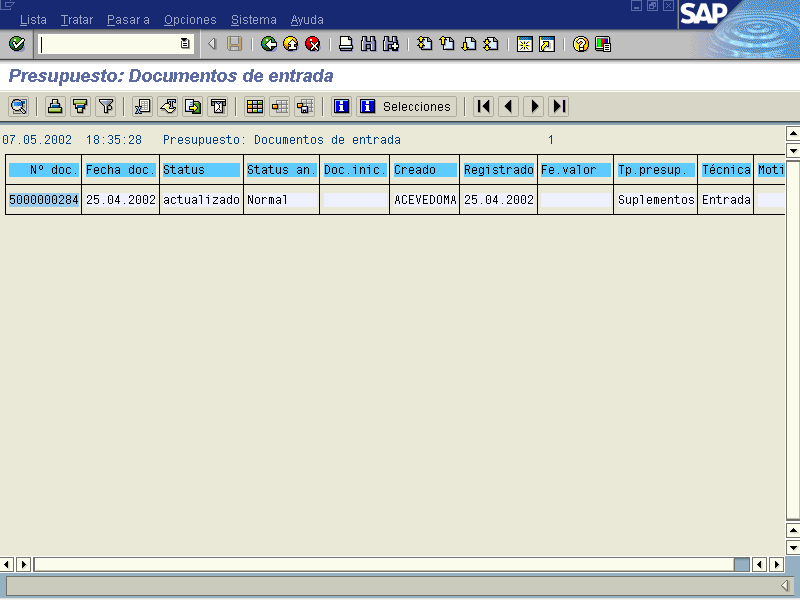 Lista Tratar Pasar a Opciones Sistema Ayuda
SAP
Presupuesto: Documentos de entrada
Selecciones
07.05.2002 18:35:28 Presupuesto: Documentos de entrada 1
Nº doc. Fecha doc. Status Status an. Doc.inic. Creado Registrado Fe.valor Tp.presup. Técnica Moti
5000000284 25.04.2002 actualizado Normal ACEVEDOMA 25.04.2002 Suplementos Entrada